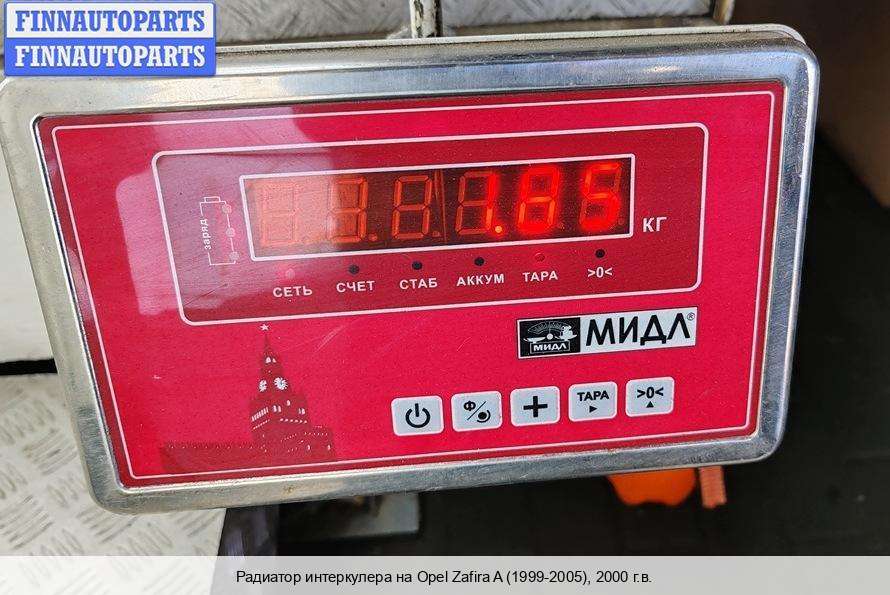 FINNAUTOPARTS
FINNAUTOPARTS
заряд
1.85 КГ
СЕТЬ СЧЕТ СТАБ АККУМ ТАРА >0<
МИДЛ МИДЛ®
Ф/ + ТАРА >0<
Радиатор интеркулера на Opel Zafira A (1999-2005), 2000 г.в.